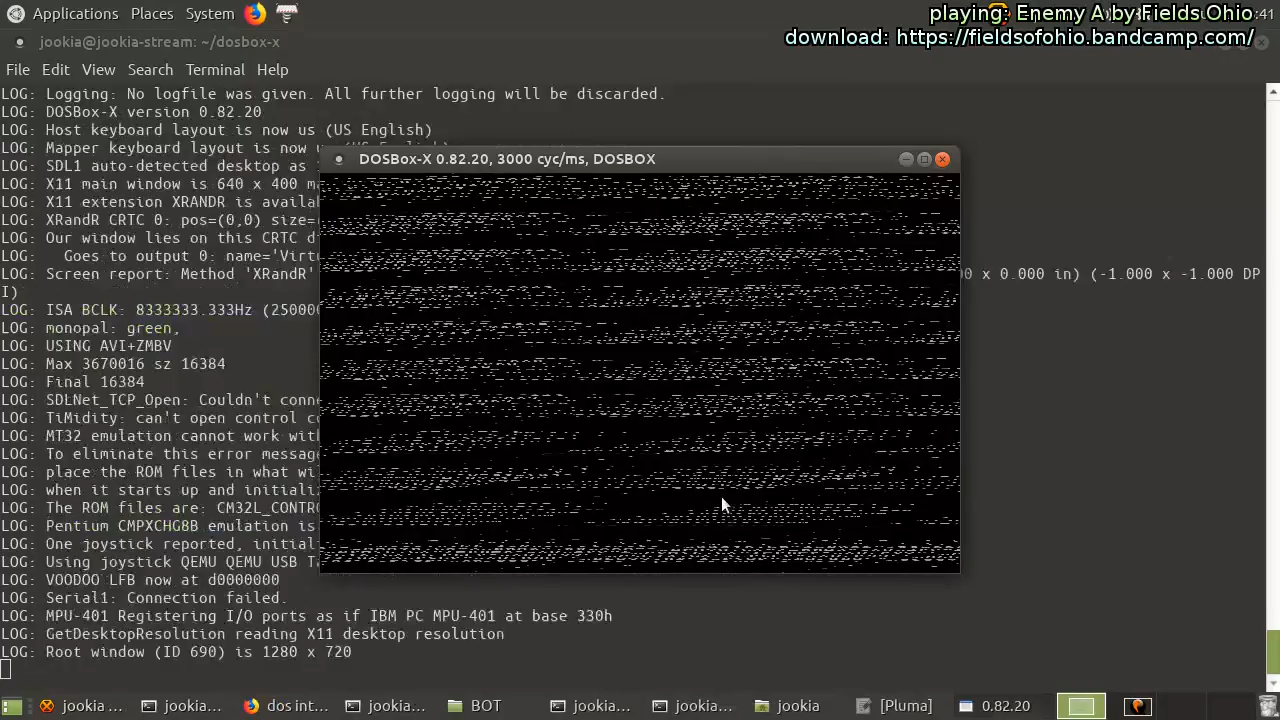 Applications Places System
playing: Enemy A by Fields Ohio
:41
download: https://fieldsofohio.bandcamp.com/
jookia@jookia-stream: ~/dosbox-x
File Edit View Search Terminal Help
LOG: Logging: No logfile was given. All further logging will be discarded.
LOG: DOSBox-X version 0.82.20
LOG: Host keyboard layout is now us (US English)
LOG: Mapper keyboard layout is now
LOG: SDL1 auto-detected desktop as
DOSBox-X 0.82.20, 3000 cyc/ms, DOSBOX
LOG: X11 main window is 640 x 400
LOG: X11 extension XRANDR is
LOG: XRandR CRTC 0: pos=(0,0) size=
LOG: Our window lies on this CRTC
LOG:   Goes to output 0:
LOG: Screen report: Method 'XRandR'
x 0.000 in) (-1.000 x -1.000 DP
I)
LOG: ISA BCLK: 8333333.333Hz
LOG: monopal: green,
LOG: USING AVI+ZMBV
LOG: Max 3670016 sz 16384
LOG: Final 16384
LOG: SDLNet_TCP_Open: Couldn't
LOG: TiMidity: can't open control
LOG: MT32 emulation cannot work
LOG: To eliminate this error
LOG: place the ROM files in what
LOG: when it starts up and
LOG: The ROM files are:
LOG: Pentium CMPXCHG8B emulation is
LOG: One joystick reported,
LOG: Using joystick QEMU QEMU USB
LOG: VOODOO LFB now at d0000000
LOG: Serial1: Connection failed.
LOG: MPU-401 Registering I/O ports as if IBM PC MPU-401 at base 330h
LOG: GetDesktopResolution reading X11 desktop resolution
LOG: Root window (ID 690) is 1280 x 720
jookia ... jookia... dos int... jookia... BOT jookia... jookia... jookia [Pluma] 0.82.20